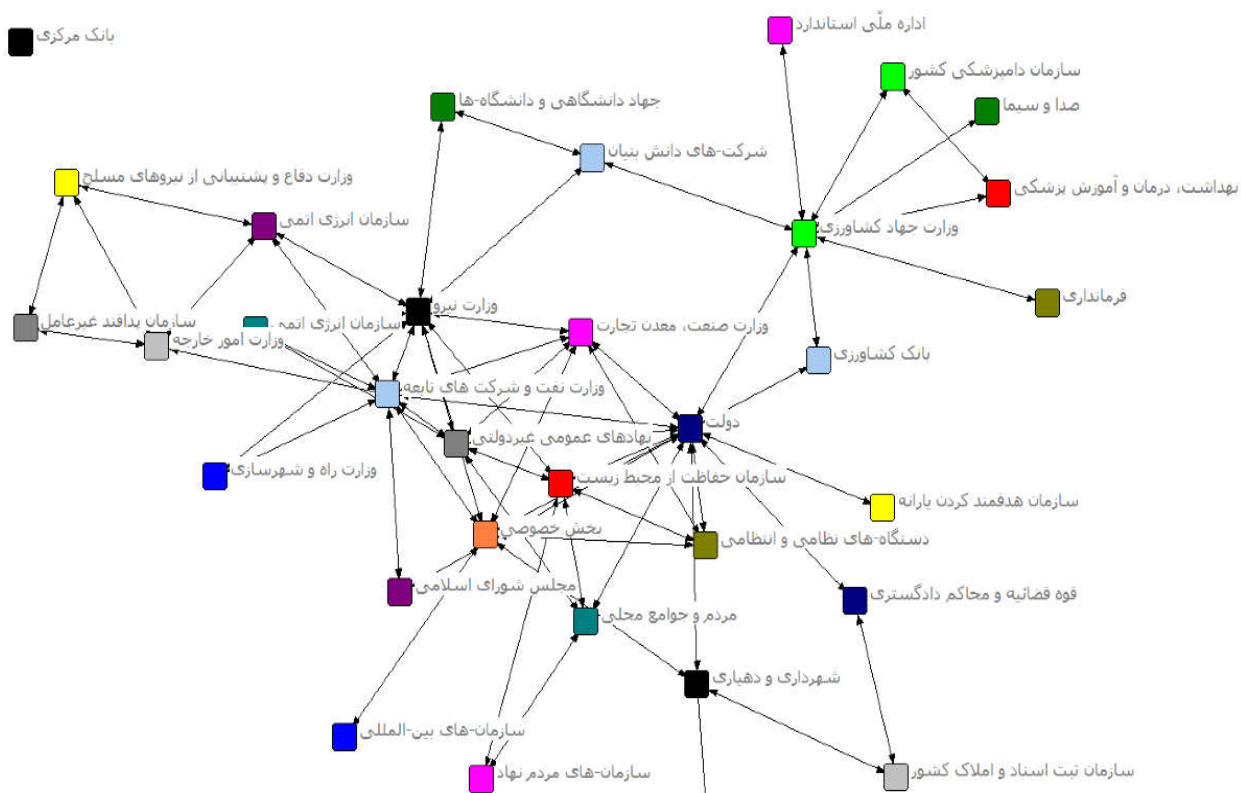 اداره ملّی استاندارد
بانک مرکزی
سازمان دامپزشکی کشور
جهاد دانشگاهی و دانشگاه-ها
صدا و سیما
شرکت-های دانش بنیان
وزارت دفاع و پشتیبانی از نیروهای مسلح
بهداشت، درمان و آموزش پزشکی
سازمان انرژی اتمی
وزارت جهاد کشاورزی
فرمانداری
وزارت نیرو
سازمان پدافند غیرعامل
سازمان انرژی اتمی
وزارت صنعت، معدن تجارت
وزارت امور خارجه
بانک کشاورزی
وزارت نفت و شرکت های تابعه
دولت
نهادهای عمومی غیردولتی
وزارت راه و شهرسازی
سازمان حفاظت از محیط زیست
سازمان هدفمند کردن یارانه
بخش خصوصی
دستگاه-های نظامی و انتظامی
مجلس شورای اسلامی
قوه قضائیه و محاکم دادگستری
مردم و جوامع محلی
شهرداری و دهیاری
سازمان-های بین-المللی
سازمان-های مردم نهاد
سازمان ثبت اسناد و املاک کشور